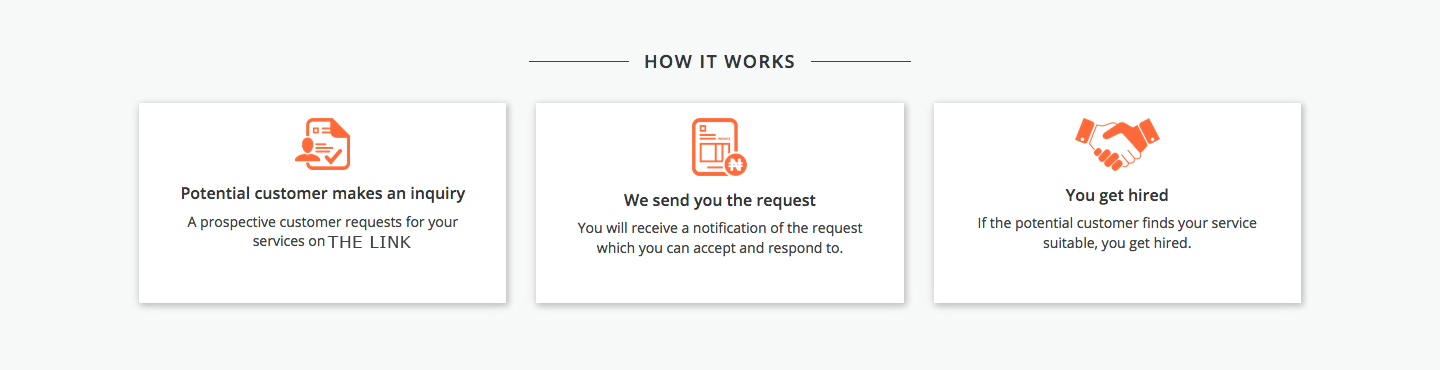 HOW IT WORKS
Potential customer makes an inquiry
A prospective customer requests for your
services on THE LINK
We send you the request
You will receive a notification of the request
which you can accept and respond to.
You get hired
If the potential customer finds your service
suitable, you get hired.